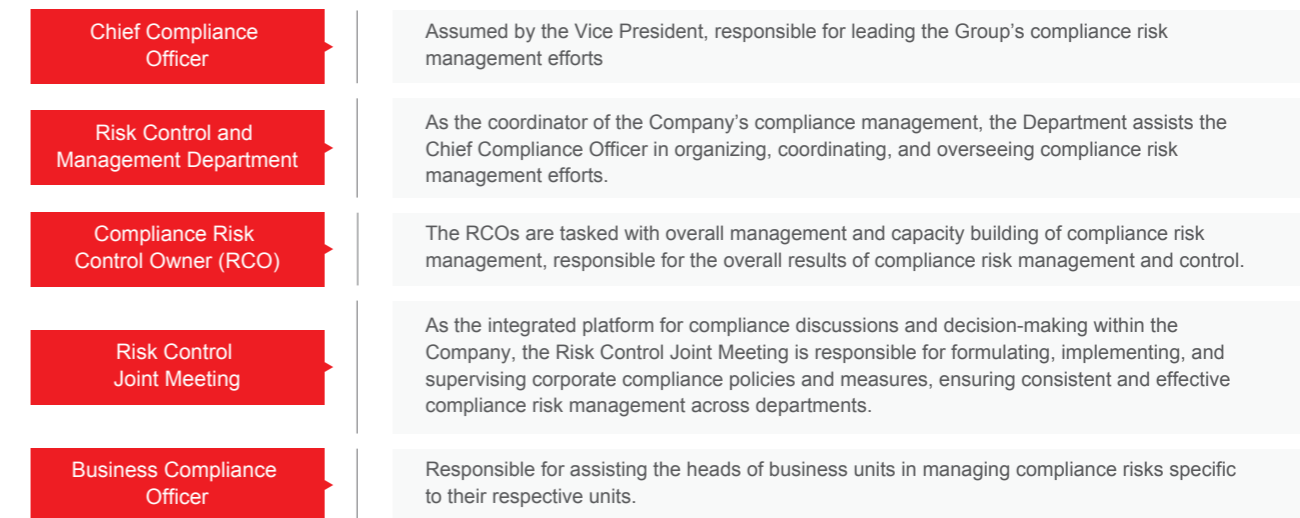 Chief Compliance
Officer
Assumed by the Vice President, responsible for leading the Group’s compliance risk
management efforts
Risk Control and
Management Department
As the coordinator of the Company’s compliance management, the Department assists the
Chief Compliance Officer in organizing, coordinating, and overseeing compliance risk
management efforts.
Compliance Risk
Control Owner (RCO)
The RCOs are tasked with overall management and capacity building of compliance risk
management, responsible for the overall results of compliance risk management and control.
Risk Control
Joint Meeting
As the integrated platform for compliance discussions and decision-making within the
Company, the Risk Control Joint Meeting is responsible for formulating, implementing, and
supervising corporate compliance policies and measures, ensuring consistent and effective
compliance risk management across departments.
Business Compliance
Officer
Responsible for assisting the heads of business units in managing compliance risks specific
to their respective units.